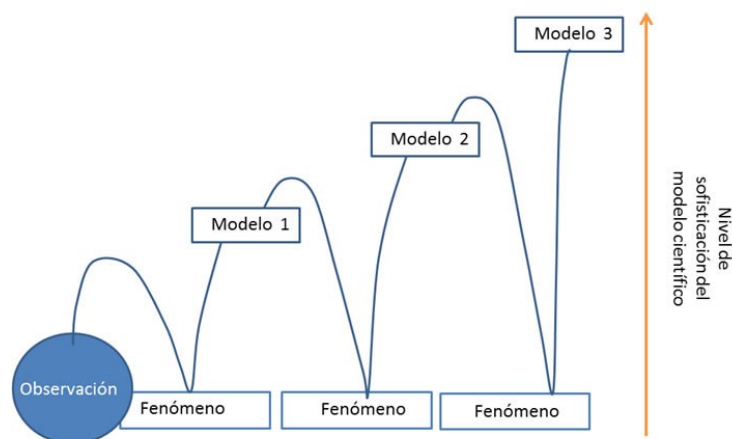 Modelo 3
Modelo 2
Modelo 1
Observación
Fenómeno
Fenómeno
Fenómeno
Nivel de
sofisticación del
modelo científico